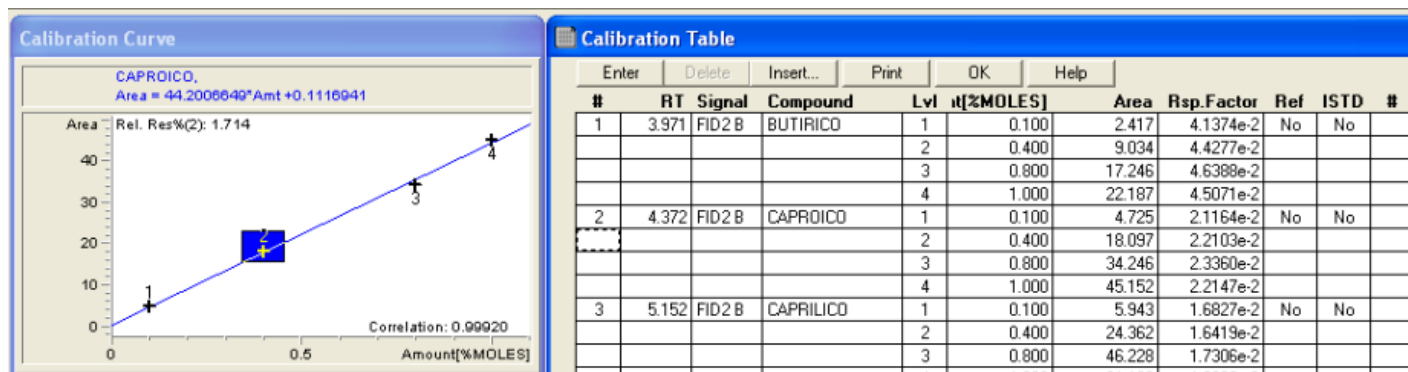 Calibration Curve
CAPROICO,
Area = 44.2006649*Amt +0.1116941
Area
Rel. Res%(2): 1.714
40
30
20
10
0
1
2
3
4
Correlation: 0.99920
0 0.5 Amount[%MOLES]
Calibration Table
Enter Delete Insert... Print OK Help
# RT Signal Compound Lvl ıt[%MOLES] Area Rsp.Factor Ref ISTD #
1 3.971 FID2 B BUTIRICO 1 0.100 2.417 4.1374e-2 No No
2 0.400 9.034 4.4277e-2
3 0.800 17.246 4.6388e-2
4 1.000 22.187 4.5071e-2
2 4.372 FID2 B CAPROICO 1 0.100 4.725 2.1164e-2 No No
2 0.400 18.097 2.2103e-2
3 0.800 34.246 2.3360e-2
4 1.000 45.152 2.2147e-2
3 5.152 FID2 B CAPRILICO 1 0.100 5.943 1.6827e-2 No No
2 0.400 24.362 1.6419e-2
3 0.800 46.228 1.7306e-2